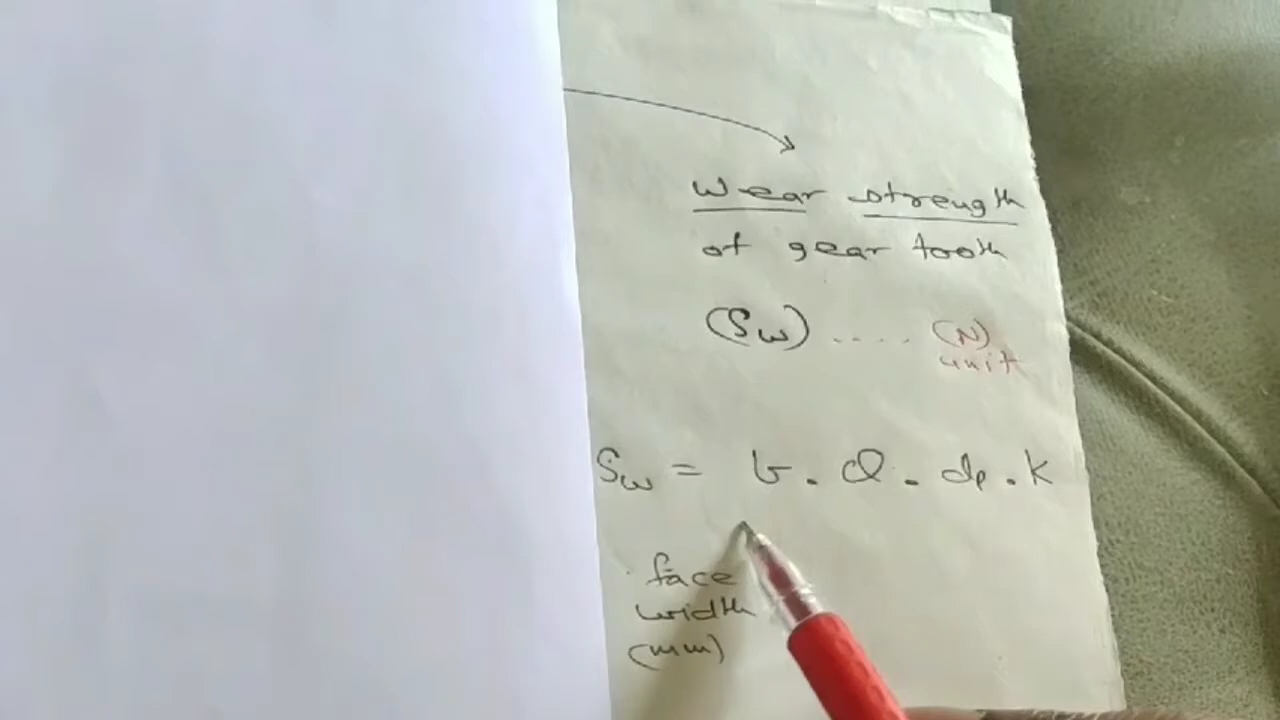 wear strength
of gear tooth
(Sw) .... (N)
unit
Sw = b . Q . dp . k
face
width
(mm)